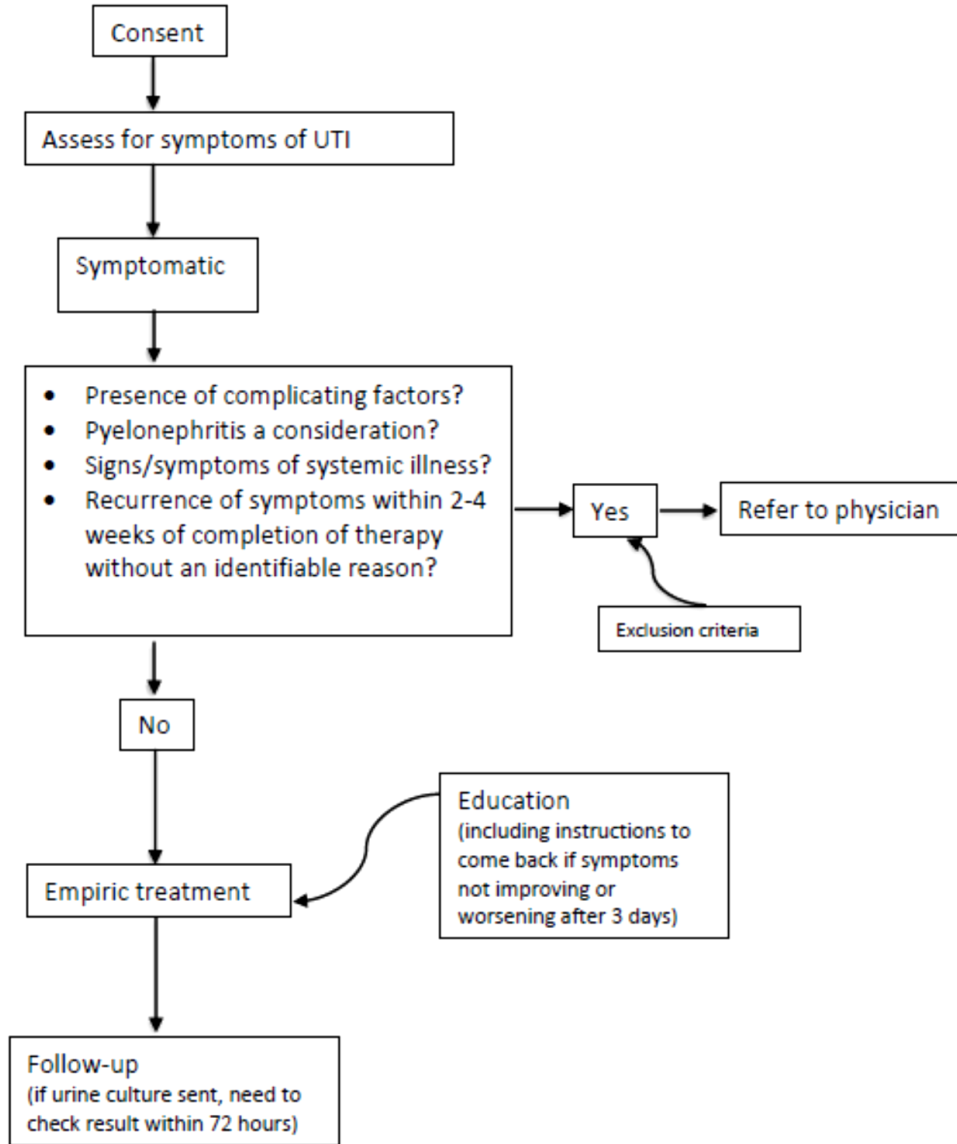 Consent
Assess for symptoms of UTI
Symptomatic
• Presence of complicating factors?
• Pyelonephritis a consideration?
• Signs/symptoms of systemic illness?
• Recurrence of symptoms within 2-4
weeks of completion of therapy
without an identifiable reason?
Yes
Refer to physician
Exclusion criteria
No
Education
(including instructions to
come back if symptoms
not improving or
worsening after 3 days)
Empiric treatment
Follow-up
(if urine culture sent, need to
check result within 72 hours)